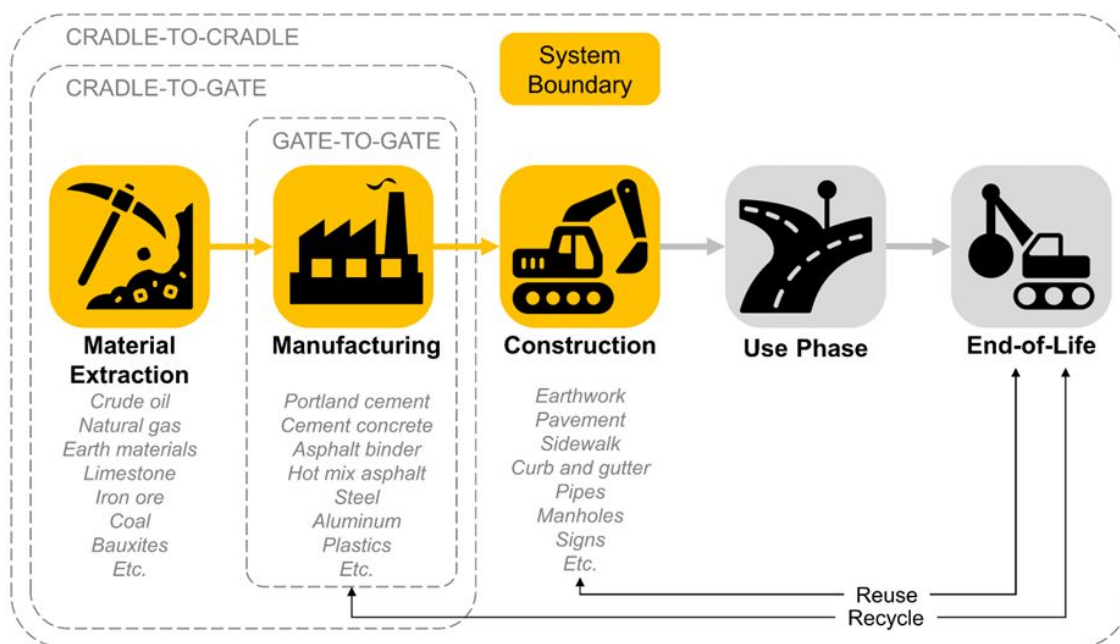 CRADLE-TO-CRADLE
System
Boundary
CRADLE-TO-GATE
GATE-TO-GATE
Material
Extraction
Crude oil
Natural gas
Earth materials
Limestone
Iron ore
Coal
Bauxites
Etc.
Manufacturing
Portland cement
Cement concrete
Asphalt binder
Hot mix asphalt
Steel
Aluminum
Plastics
Etc.
Construction
Earthwork
Pavement
Sidewalk
Curb and gutter
Pipes
Manholes
Signs
Etc.
Use Phase
End-of-Life
Reuse
Recycle